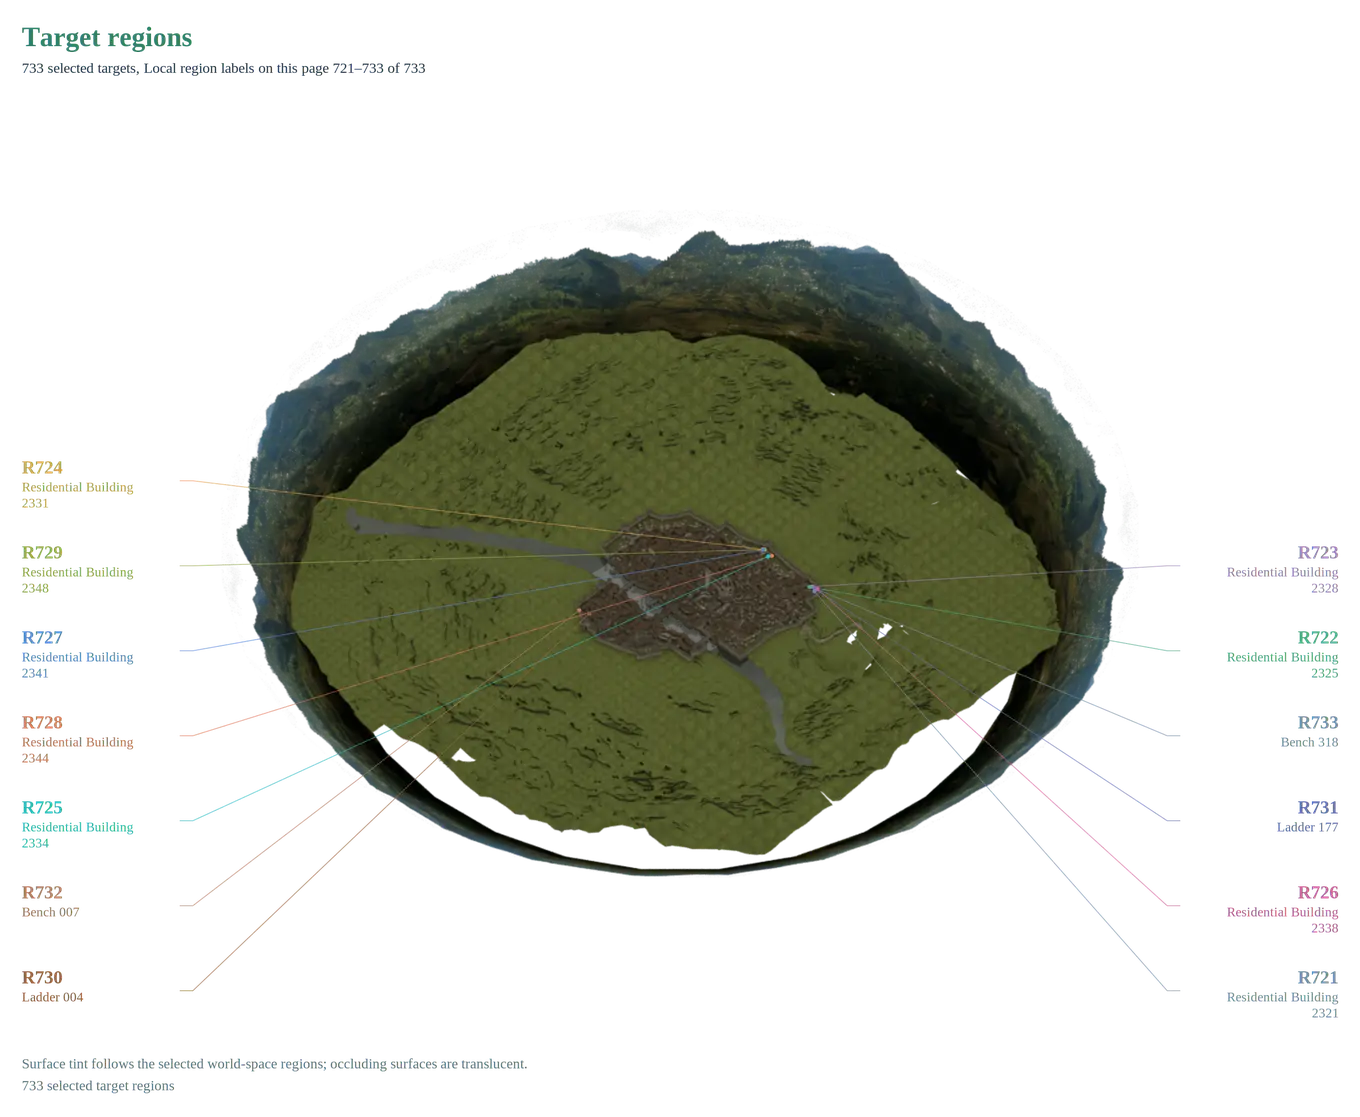 Target regions
733 selected targets, Local region labels on this page 721–733 of 733
R724
Residential Building
2331
R729
Residential Building
2348
R727
Residential Building
2341
R728
Residential Building
2344
R725
Residential Building
2334
R732
Bench 007
R730
Ladder 004
R723
Residential Building
2328
R722
Residential Building
2325
R733
Bench 318
R731
Ladder 177
R726
Residential Building
2338
R721
Residential Building
2321
Surface tint follows the selected world-space regions; occluding surfaces are translucent.
733 selected target regions